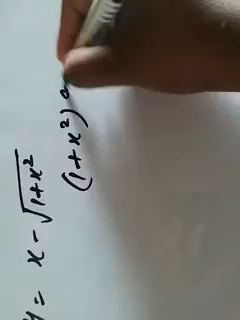 y = x - √(1+x²)
(1+x²)